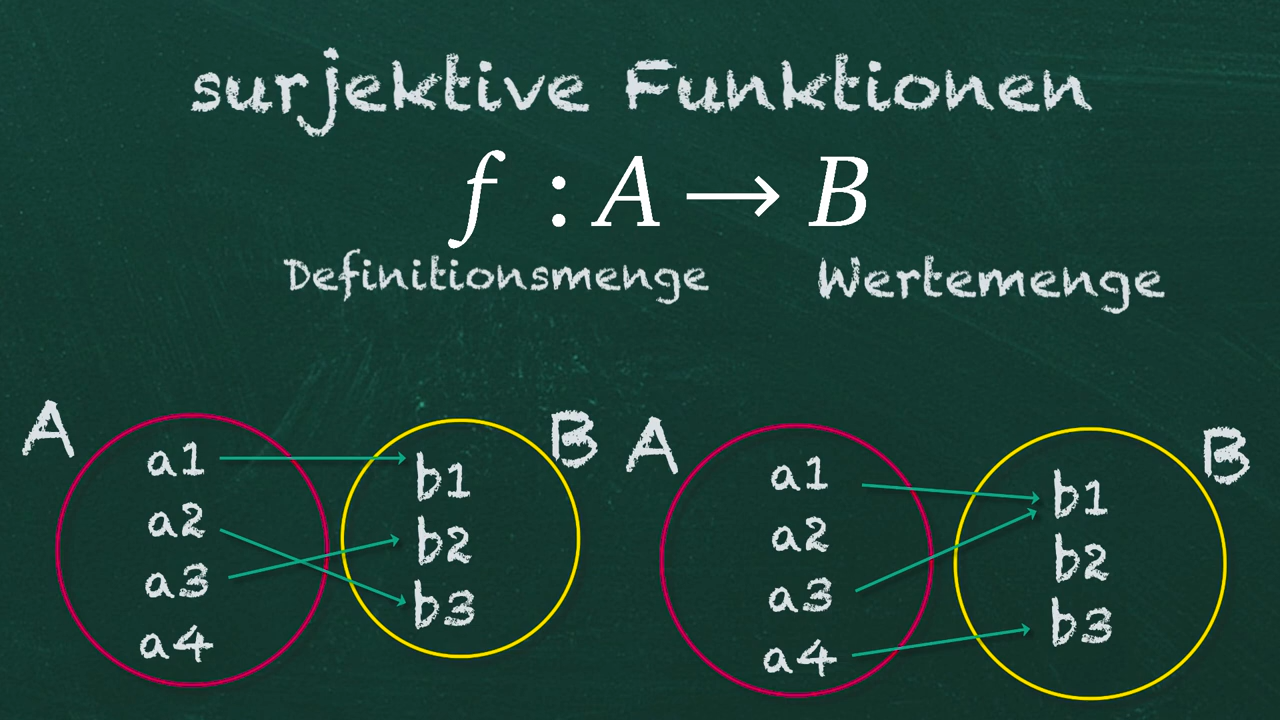 surjektive Funktionen
f : A → B
Definitionsmenge Wertemenge
A B A B
a1 b1 a1 b1
a2 b2 a2 b2
a3 b3 a3 b3
a4 a4